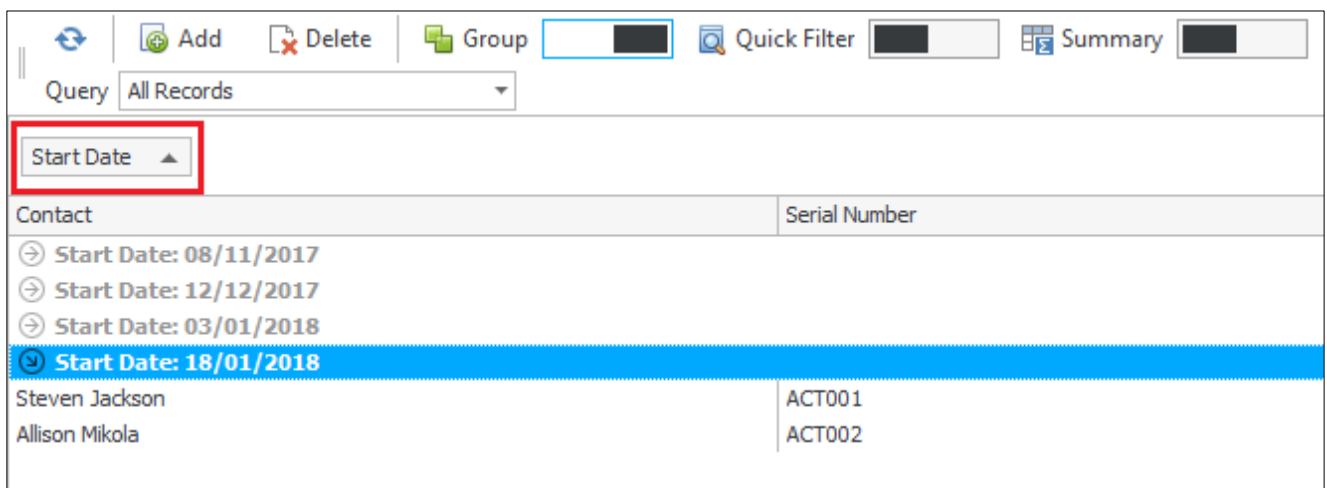 Add Delete Group Quick Filter Summary
Query All Records
Start Date
Contact Serial Number
Start Date: 08/11/2017
Start Date: 12/12/2017
Start Date: 03/01/2018
Start Date: 18/01/2018
Steven Jackson ACT001
Allison Mikola ACT002